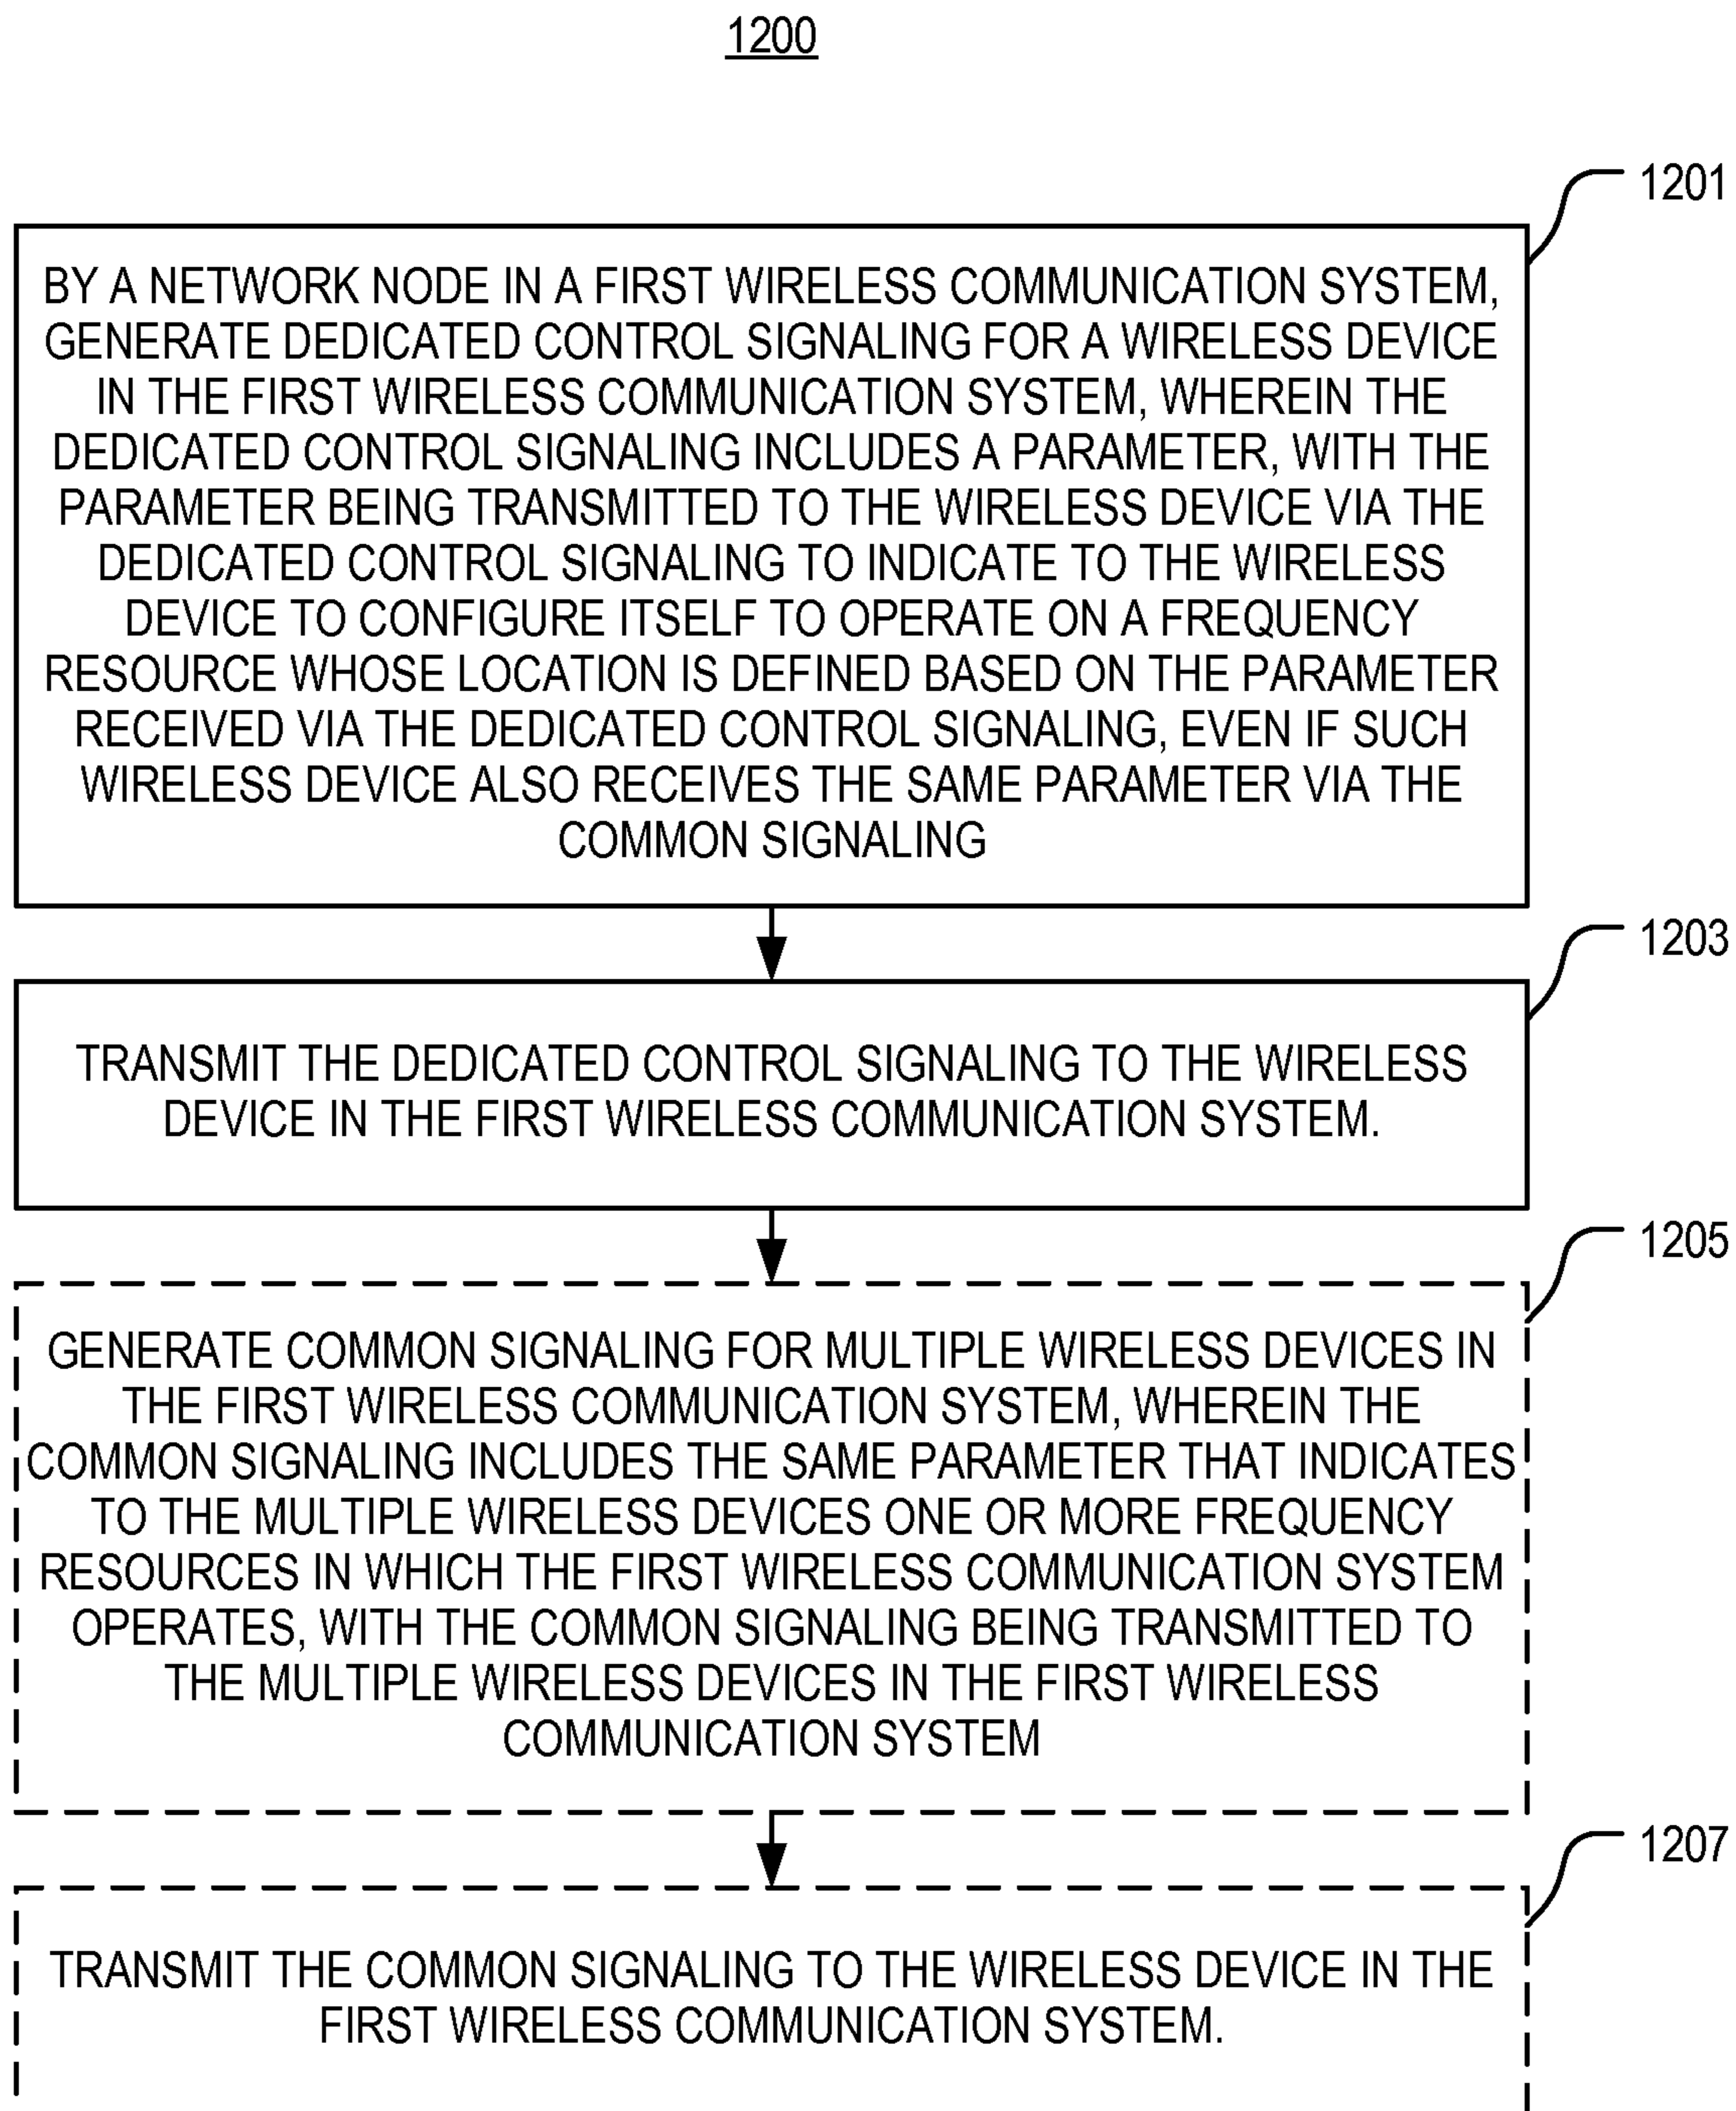 1200
1201
BY A NETWORK NODE IN A FIRST WIRELESS COMMUNICATION SYSTEM,
GENERATE DEDICATED CONTROL SIGNALING FOR A WIRELESS DEVICE
IN THE FIRST WIRELESS COMMUNICATION SYSTEM, WHEREIN THE
DEDICATED CONTROL SIGNALING INCLUDES A PARAMETER, WITH THE
PARAMETER BEING TRANSMITTED TO THE WIRELESS DEVICE VIA THE
DEDICATED CONTROL SIGNALING TO INDICATE TO THE WIRELESS
DEVICE TO CONFIGURE ITSELF TO OPERATE ON A FREQUENCY
RESOURCE WHOSE LOCATION IS DEFINED BASED ON THE PARAMETER
RECEIVED VIA THE DEDICATED CONTROL SIGNALING, EVEN IF SUCH
WIRELESS DEVICE ALSO RECEIVES THE SAME PARAMETER VIA THE
COMMON SIGNALING
1203
TRANSMIT THE DEDICATED CONTROL SIGNALING TO THE WIRELESS
DEVICE IN THE FIRST WIRELESS COMMUNICATION SYSTEM.
1205
GENERATE COMMON SIGNALING FOR MULTIPLE WIRELESS DEVICES IN
THE FIRST WIRELESS COMMUNICATION SYSTEM, WHEREIN THE
COMMON SIGNALING INCLUDES THE SAME PARAMETER THAT INDICATES
TO THE MULTIPLE WIRELESS DEVICES ONE OR MORE FREQUENCY
RESOURCES IN WHICH THE FIRST WIRELESS COMMUNICATION SYSTEM
OPERATES, WITH THE COMMON SIGNALING BEING TRANSMITTED TO
THE MULTIPLE WIRELESS DEVICES IN THE FIRST WIRELESS
COMMUNICATION SYSTEM
1207
TRANSMIT THE COMMON SIGNALING TO THE WIRELESS DEVICE IN THE
FIRST WIRELESS COMMUNICATION SYSTEM.